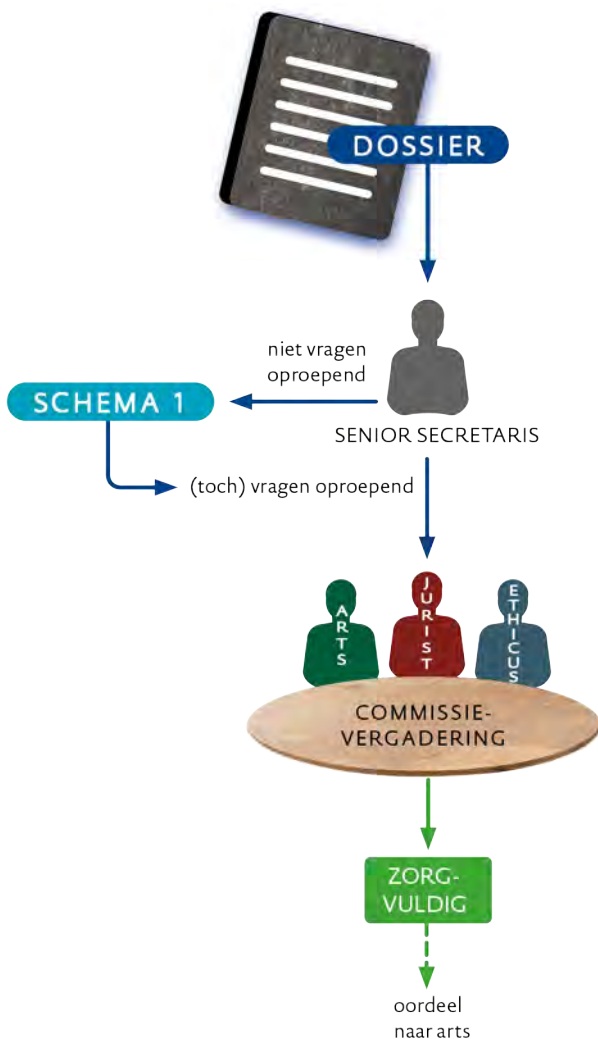 DOSSIER
niet vragen
oproepend
SCHEMA 1
SENIOR SECRETARIS
(toch) vragen oproepend
ARTS
JURIST
ETHICUS
COMMISSIE-
VERGADERING
ZORG-
VULDIG
oordeel
naar arts